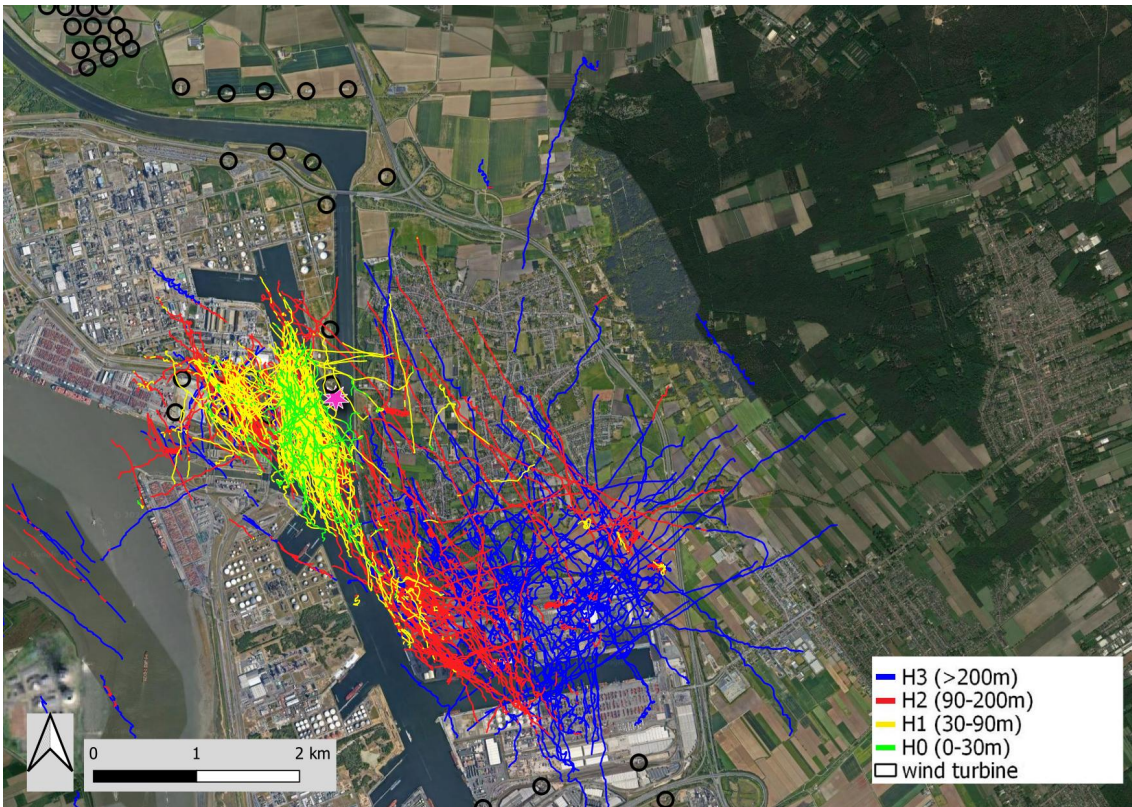 H3 (>200m)
H2 (90-200m)
H1 (30-90m)
H0 (0-30m)
wind turbine
0 1 2 km